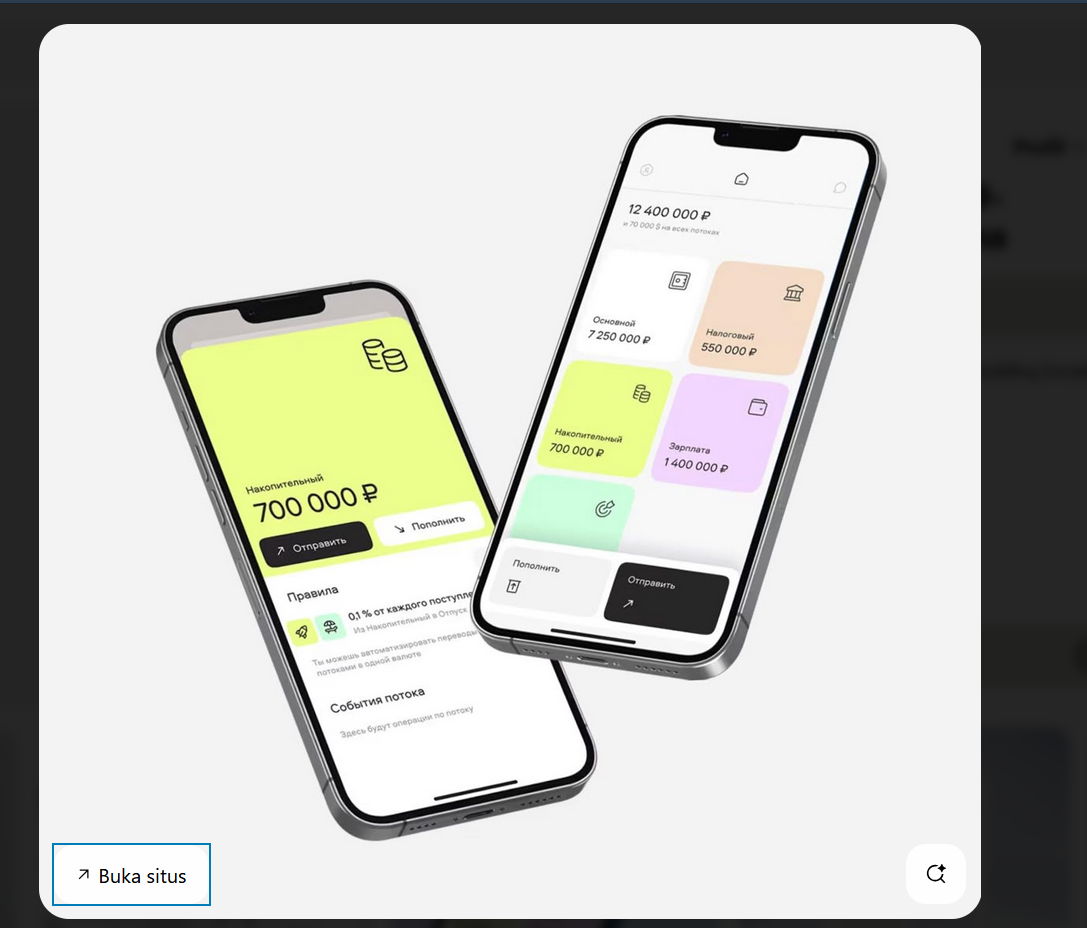 12 400 000 ₽
и 70 000 $ на всех потоках
Основной
7 250 000 ₽
Налоговый
550 000 ₽
Накопительный
700 000 ₽
Зарплата
1 400 000 ₽
Пополнить
Отправить
Накопительный
700 000 ₽
Отправить
Пополнить
Правила
0,1 % от каждого поступле
Из Накопительный в Отпуск
Ты можешь автоматизировать переводы
потоками в одной валюте
События потока
Здесь будут операции по потоку
Buka situs